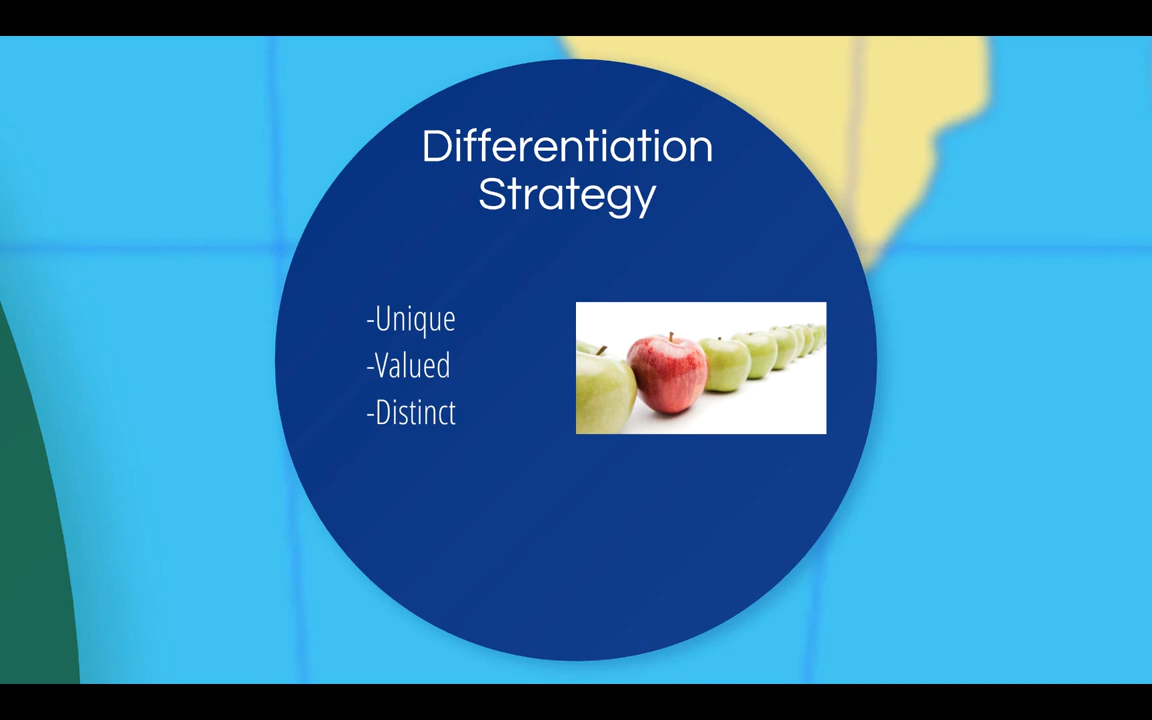 Differentiation
Strategy
-Unique
-Valued
-Distinct